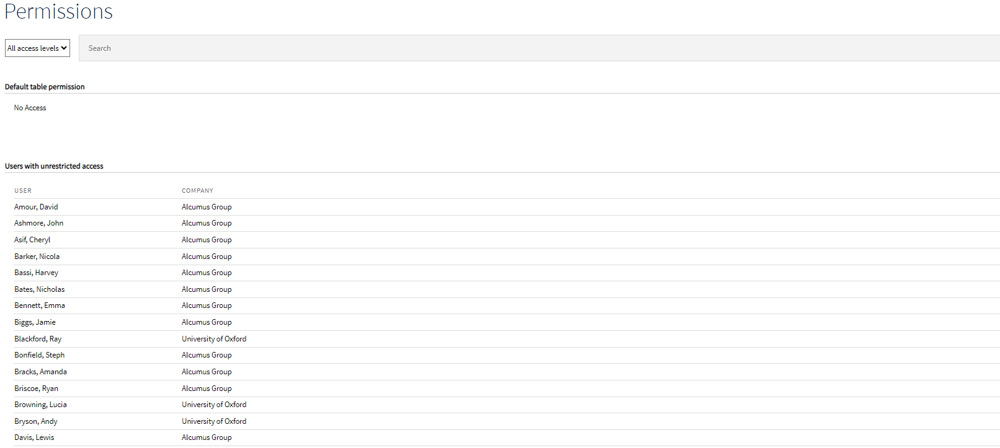 Permissions
All access levels
Search
Default table permission
No Access
Users with unrestricted access
USER COMPANY
Amour, David Alcumus Group
Ashmore, John Alcumus Group
Asif, Cheryl Alcumus Group
Barker, Nicola Alcumus Group
Bassi, Harvey Alcumus Group
Bates, Nicholas Alcumus Group
Bennett, Emma Alcumus Group
Biggs, Jamie Alcumus Group
Blackford, Ray University of Oxford
Bonfield, Steph Alcumus Group
Bracks, Amanda Alcumus Group
Briscoe, Ryan Alcumus Group
Browning, Lucia University of Oxford
Bryson, Andy University of Oxford
Davis, Lewis Alcumus Group